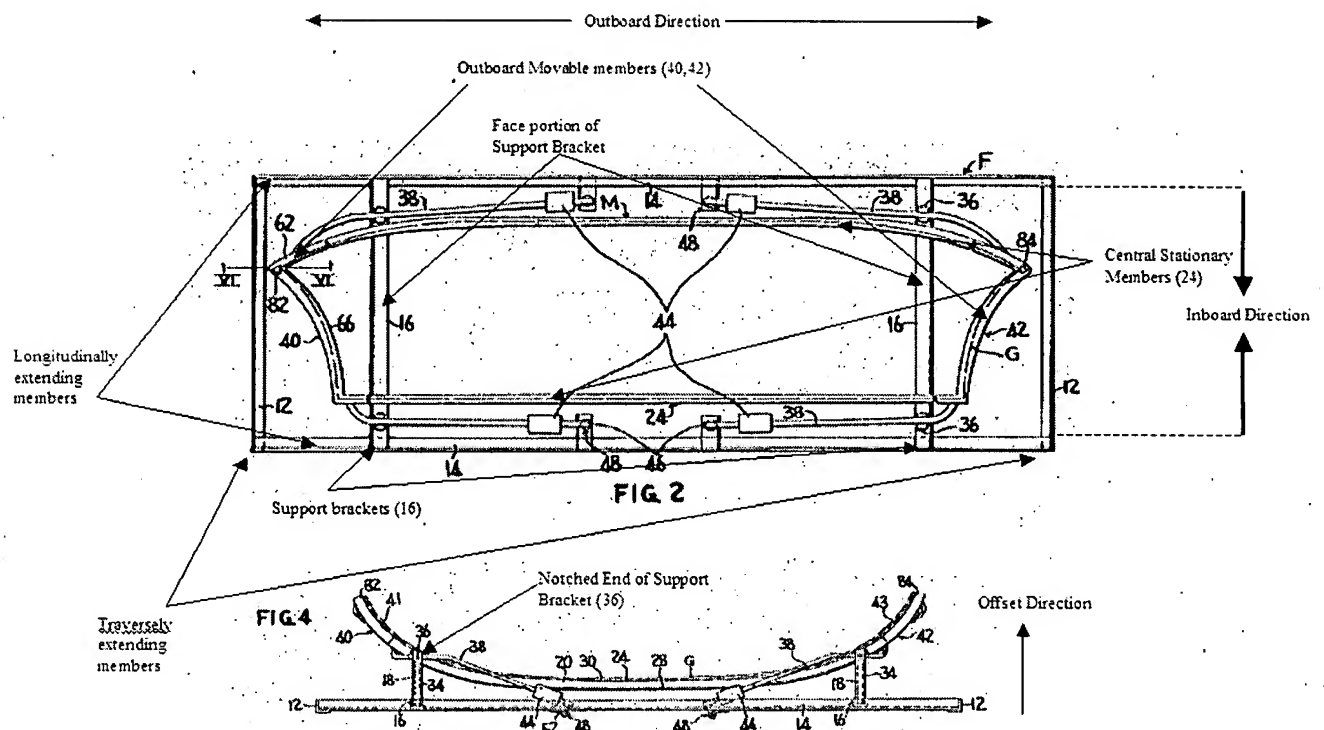 Outboard Direction
Outboard Movable members (40,42)
Face portion of
Support Bracket
F
38
14
38
36
M
62
48
84
Central Stationary
Members (24)
VI
VI
82
66
16
44
16
42
Inboard Direction
40
G
Longitudinally
extending
members
12
24
38
12
36
14
48
46
FIG. 2
Support brackets (16)
Notched End of Support
Bracket (36)
82
84
FIG.4
41
43
Offset Direction
40
36
38
20
30
24
28
G
38
42
Traversely
extending
members
18
34
18
34
12
16
44
52
48
48
44
14
16
12